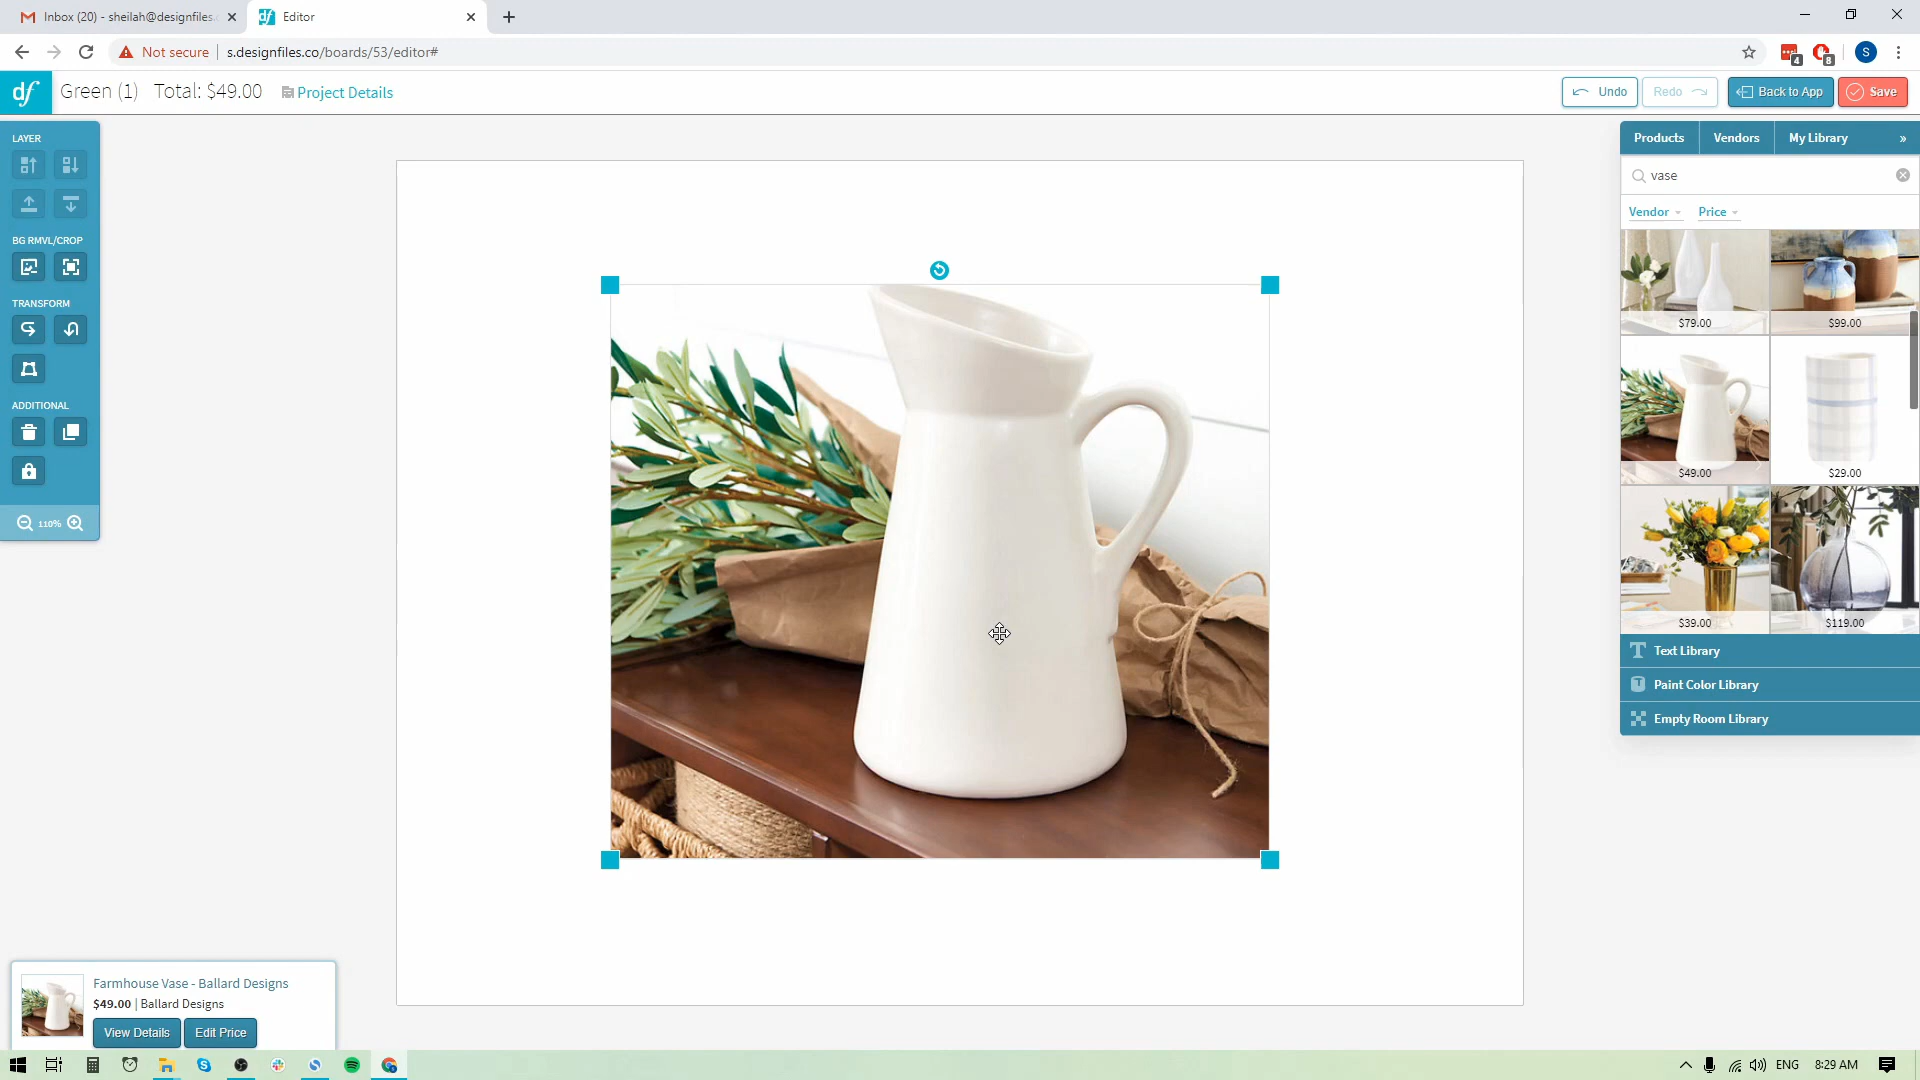 Inbox (20) - sheilah@designfiles.
Editor
Not secure
s.designfiles.co/boards/53/editor#
S
4
8
df
Green (1)
Total: $49.00
Project Details
Undo
Redo
Back to App
Save
LAYER
BG RMVL/CROP
TRANSFORM
ADDITIONAL
110%
Products
Vendors
My Library
»
vase
Vendor
Price
$79.00
$99.00
$49.00
$29.00
$39.00
$119.00
Text Library
Paint Color Library
Empty Room Library
Farmhouse Vase - Ballard Designs
$49.00 | Ballard Designs
View Details
Edit Price
ENG
8:29 AM